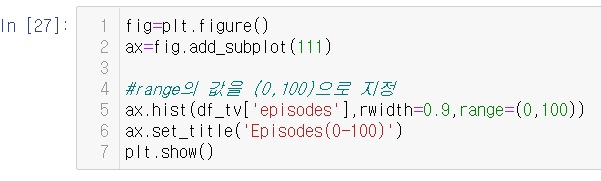 In [27]:
1 fig=plt.figure()
2 ax=fig.add_subplot(111)
3
4 #range의 값을 (0,100)으로 지정
5 ax.hist(df_tv['episodes'],rwidth=0.9,range=(0,100))
6 ax.set_title('Episodes(0-100)')
7 plt.show()